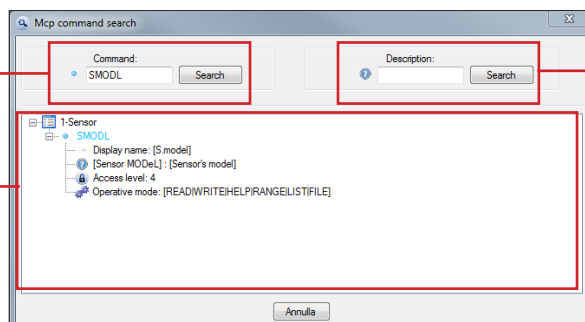 Mcp command search
Command:
SMODL
Search
Description:
Search
1-Sensor
SMODL
Display name: [S.model]
[Sensor MODeL] : [Sensor's model]
Access level: 4
Operative mode: [READ|WRITE|HELP|RANGE|LIST|FILE]
Annulla